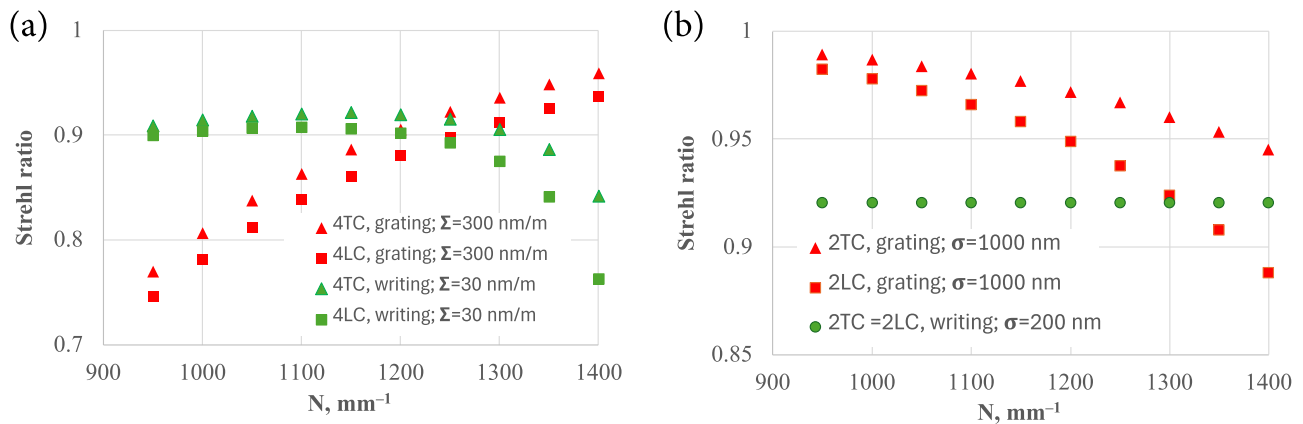 (a)
1
0.9
0.8
0.7
Strehl ratio
4TC, grating; Σ=300 nm/m
4LC, grating; Σ=300 nm/m
4TC, writing; Σ=30 nm/m
4LC, writing; Σ=30 nm/m
900 1000 1100 1200 1300 1400
N, mm⁻¹
(b)
1
0.95
0.9
0.85
Strehl ratio
2TC, grating; σ=1000 nm
2LC, grating; σ=1000 nm
2TC =2LC, writing; σ=200 nm
900 1000 1100 1200 1300 1400
N, mm⁻¹